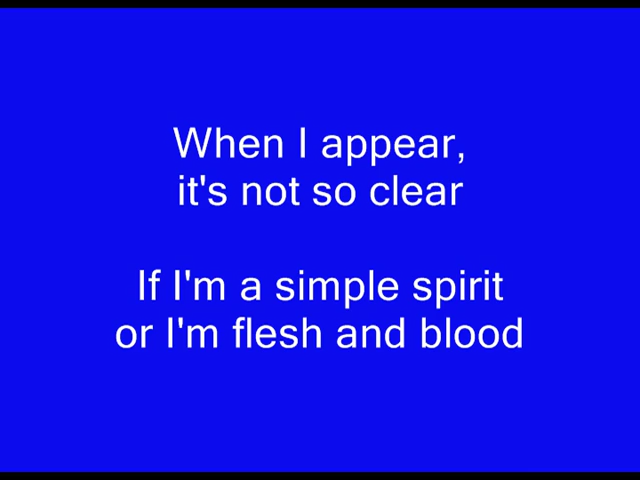 When I appear,
it's not so clear
If I'm a simple spirit
or I'm flesh and blood